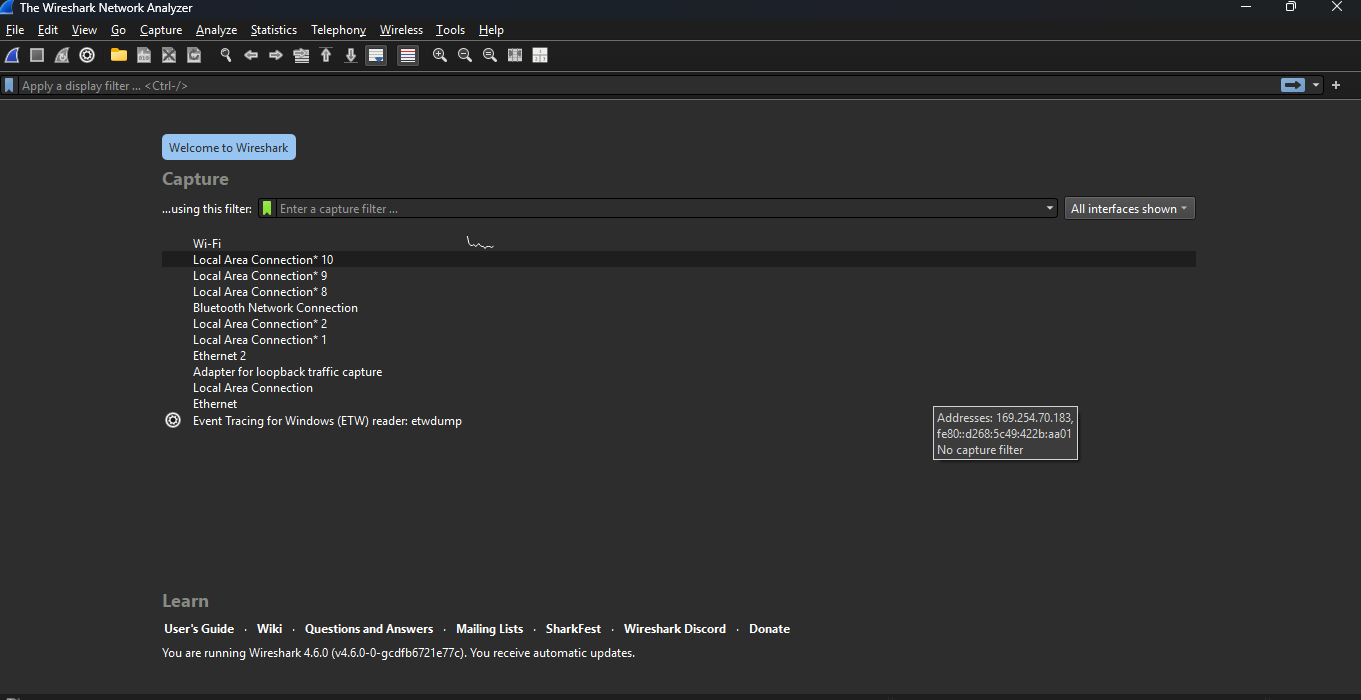 The Wireshark Network Analyzer
File Edit View Go Capture Analyze Statistics Telephony Wireless Tools Help
Apply a display filter ... <Ctrl-/>
Welcome to Wireshark
Capture
...using this filter: Enter a capture filter ... All interfaces shown
Wi-Fi
Local Area Connection* 10
Local Area Connection* 9
Local Area Connection* 8
Bluetooth Network Connection
Local Area Connection* 2
Local Area Connection* 1
Ethernet 2
Adapter for loopback traffic capture
Local Area Connection
Ethernet
Event Tracing for Windows (ETW) reader: etwdump
Addresses: 169.254.70.183,
fe80::d268:5c49:422b:aa01
No capture filter
Learn
User's Guide · Wiki · Questions and Answers · Mailing Lists · SharkFest · Wireshark Discord · Donate
You are running Wireshark 4.6.0 (v4.6.0-0-gcdfb6721e77c). You receive automatic updates.